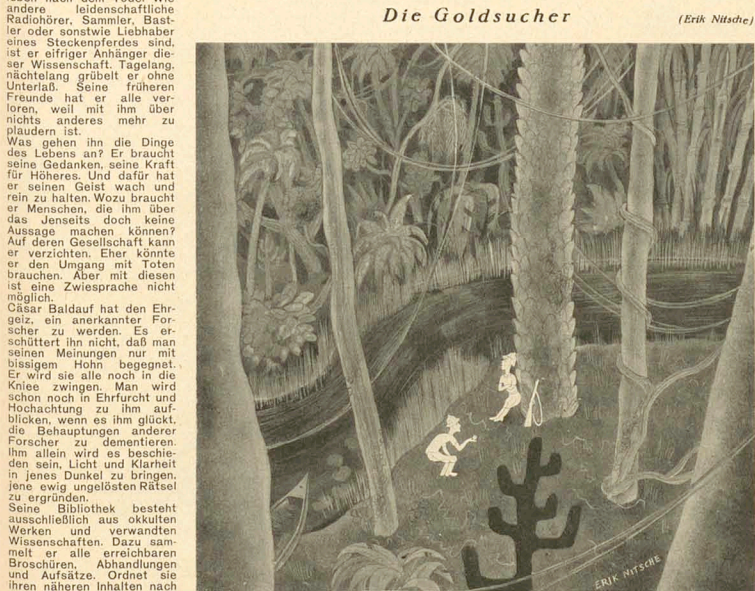 andere leidenschaftliche
Radiohörer, Sammler, Bast-
ler oder sonstwie Liebhaber
eines Steckenpferdes sind,
ist er eifriger Anhänger die-
ser Wissenschaft. Tagelang,
nächtelang grübelt er ohne
Unterlaß. Seine früheren
Freunde hat er alle ver-
loren, weil mit ihm über
nichts anderes mehr zu
plaudern ist.
Was gehen ihn die Dinge
des Lebens an? Er braucht
seine Gedanken, seine Kraft
für Höheres. Und dafür hat
er seinen Geist wach und
rein zu halten. Wozu braucht
er Menschen, die ihm über
das Jenseits doch keine
Aussage machen können?
Auf deren Gesellschaft kann
er verzichten. Eher könnte
er den Umgang mit Toten
brauchen. Aber mit diesen
ist eine Zwiesprache nicht
möglich.
Cäsar Baldauf hat den Ehr-
geiz, ein anerkannter For-
scher zu werden. Es er-
schüttert ihn nicht, daß man
seinen Meinungen nur mit
bissigem Hohn begegnet.
Er wird sie alle noch in die
Kniee zwingen. Man wird
schon noch in Ehrfurcht und
Hochachtung zu ihm auf-
blicken, wenn es ihm glückt,
die Behauptungen anderer
Forscher zu dementieren.
Ihm allein wird es beschie-
den sein, Licht und Klarheit
in jenes Dunkel zu bringen,
jene ewig ungelösten Rätsel
zu ergründen.
Seine Bibliothek besteht
ausschließlich aus okkulten
Werken und verwandten
Wissenschaften. Dazu sam-
melt er alle erreichbaren
Broschüren, Abhandlungen
und Aufsätze. Ordnet sie
ihren näheren Inhalten nach
Die Goldsucher
(Erik Nitsche)
ERIK NITSCHE